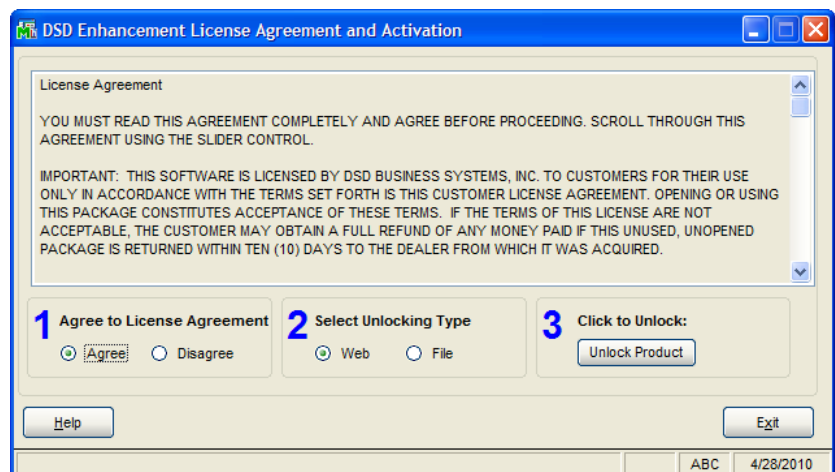 DSD Enhancement License Agreement and Activation
License Agreement
YOU MUST READ THIS AGREEMENT COMPLETELY AND AGREE BEFORE PROCEEDING. SCROLL THROUGH THIS
AGREEMENT USING THE SLIDER CONTROL.
IMPORTANT: THIS SOFTWARE IS LICENSED BY DSD BUSINESS SYSTEMS, INC. TO CUSTOMERS FOR THEIR USE
ONLY IN ACCORDANCE WITH THE TERMS SET FORTH IS THIS CUSTOMER LICENSE AGREEMENT. OPENING OR USING
THIS PACKAGE CONSTITUTES ACCEPTANCE OF THESE TERMS. IF THE TERMS OF THIS LICENSE ARE NOT
ACCEPTABLE, THE CUSTOMER MAY OBTAIN A FULL REFUND OF ANY MONEY PAID IF THIS UNUSED, UNOPENED
PACKAGE IS RETURNED WITHIN TEN (10) DAYS TO THE DEALER FROM WHICH IT WAS ACQUIRED.
1 Agree to License Agreement
Agree Disagree
2 Select Unlocking Type
Web File
3 Click to Unlock:
Unlock Product
Help
Exit
ABC 4/28/2010